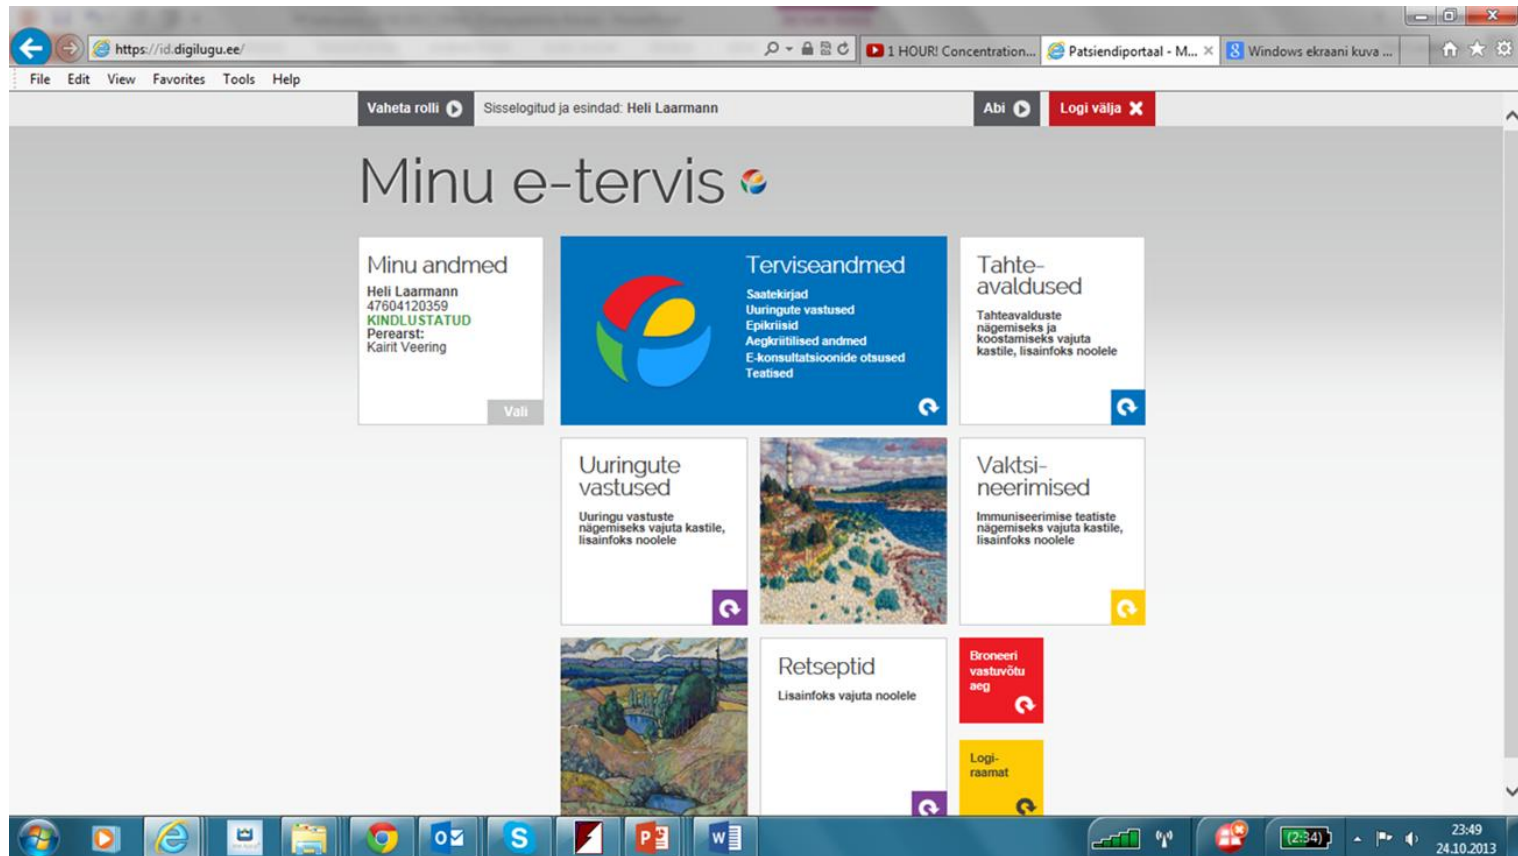 https://id.digilugu.ee/
1 HOUR! Concentration...
Patsiendiportaal - M...
Windows ekraani kuva ...
File Edit View Favorites Tools Help
Vaheta rolli
Sisselogitud ja esindad: Heli Laarmann
Abi
Logi välja
Minu e-tervis
Minu andmed
Heli Laarmann
47604120359
KINDLUSTATUD
Perearst:
Kairit Veering
Vali
Terviseandmed
Saatekirjad
Uuringute vastused
Epikriisid
Aegkriitilised andmed
E-konsultatsioonide otsused
Teatised
Tahte-
avaldused
Tahteavalduste
nägemiseks ja
koostamiseks vajuta
kastile, lisainfoks noolele
Uuringute
vastused
Uuringu vastuste
nägemiseks vajuta kastile,
lisainfoks noolele
Vaktsi-
neerimised
Immuniseerimise teatiste
nägemiseks vajuta kastile,
lisainfoks noolele
Retseptid
Lisainfoks vajuta noolele
Broneeri
vastuvõtu
aeg
Logi-
raamat
(2:34)
23:49
24.10.2013